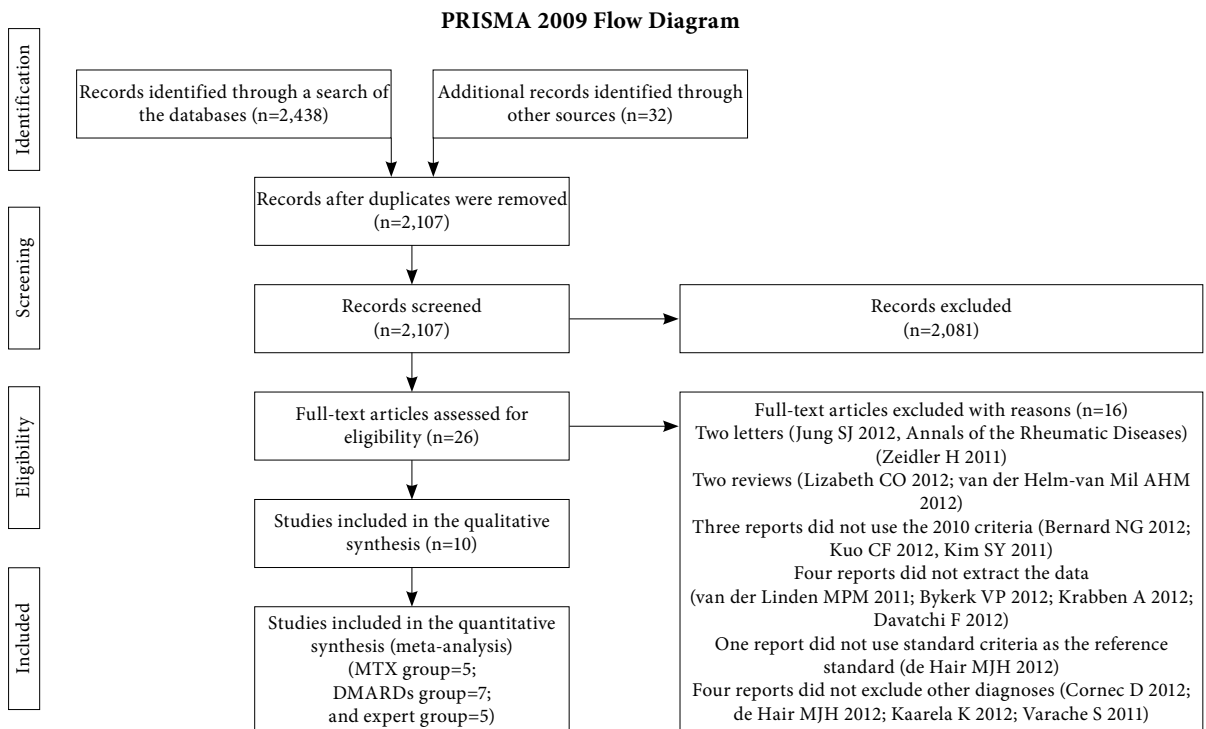 PRISMA 2009 Flow Diagram
Identification
Records identified through a search of
the databases (n=2,438)
Additional records identified through
other sources (n=32)
Records after duplicates were removed
(n=2,107)
Screening
Records screened
(n=2,107)
Records excluded
(n=2,081)
Eligibility
Full-text articles assessed for
eligibility (n=26)
Full-text articles excluded with reasons (n=16)
Two letters (Jung SJ 2012, Annals of the Rheumatic Diseases)
(Zeidler H 2011)
Two reviews (Lizabeth CO 2012; van der Helm-van Mil AHM
2012)
Three reports did not use the 2010 criteria (Bernard NG 2012;
Kuo CF 2012, Kim SY 2011)
Four reports did not extract the data
(van der Linden MPM 2011; Bykerk VP 2012; Krabben A 2012;
Davatchi F 2012)
One report did not use standard criteria as the reference
standard (de Hair MJH 2012)
Four reports did not exclude other diagnoses (Cornec D 2012;
de Hair MJH 2012; Kaarela K 2012; Varache S 2011)
Studies included in the qualitative
synthesis (n=10)
Included
Studies included in the quantitative
synthesis (meta-analysis)
(MTX group=5;
DMARDs group=7;
and expert group=5)